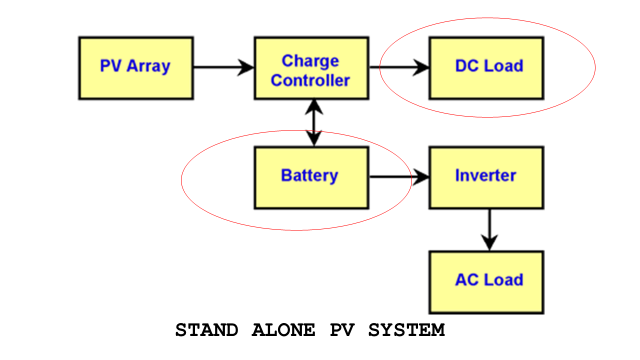 PV Array
Charge
Controller
DC Load
Battery
Inverter
AC Load
STAND ALONE PV SYSTEM